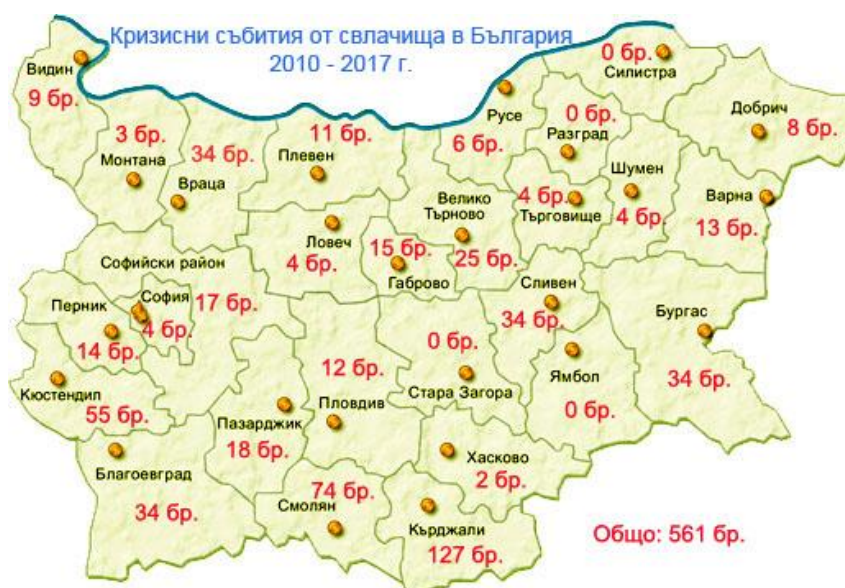 Кризисни събития от свлачища в България
2010 - 2017 г.
Видин
9 бр.
3 бр.
Монтана
34 бр.
Враца
11 бр.
Плевен
Русе
6 бр.
0 бр.
Силистра
0 бр.
Разград
Добрич
8 бр.
Шумен
4 бр.
Варна
13 бр.
4 бр.
Търговище
Велико
Търново
25 бр.
Ловеч
4 бр.
15 бр.
Габрово
Софийски район
17 бр.
София
4 бр.
Перник
14 бр.
Кюстендил
55 бр.
Сливен
34 бр.
Бургас
34 бр.
0 бр.
Стара Загора
Ямбол
0 бр.
12 бр.
Пловдив
Пазарджик
18 бр.
Благоевград
34 бр.
74 бр.
Смолян
Хасково
2 бр.
Кърджали
127 бр.
Общо: 561 бр.